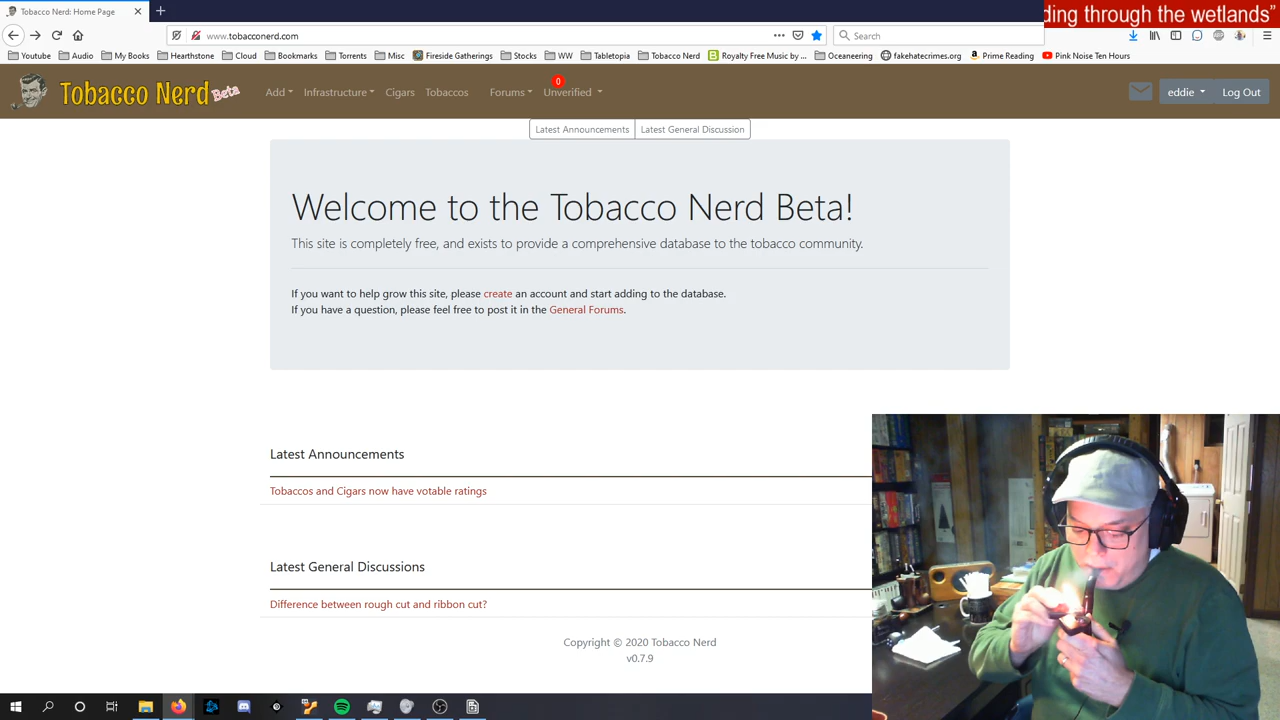 Tobacco Nerd: Home Page
ding through the wetlands"
www.tobacconerd.com
Search
Youtube Audio My Books Hearthstone Cloud Bookmarks Torrents Misc Fireside Gatherings Stocks WW Tabletopia Tobacco Nerd Royalty Free Music by ... Oceaneering fakehatecrimes.org Prime Reading Pink Noise Ten Hours
0
Tobacco Nerd Beta Add Infrastructure Cigars Tobaccos Forums Unverified eddie Log Out
Latest Announcements Latest General Discussion
Welcome to the Tobacco Nerd Beta!
This site is completely free, and exists to provide a comprehensive database to the tobacco community.
If you want to help grow this site, please create an account and start adding to the database.
If you have a question, please feel free to post it in the General Forums.
Latest Announcements
Tobaccos and Cigars now have votable ratings
Latest General Discussions
Difference between rough cut and ribbon cut?
Copyright © 2020 Tobacco Nerd
v0.7.9